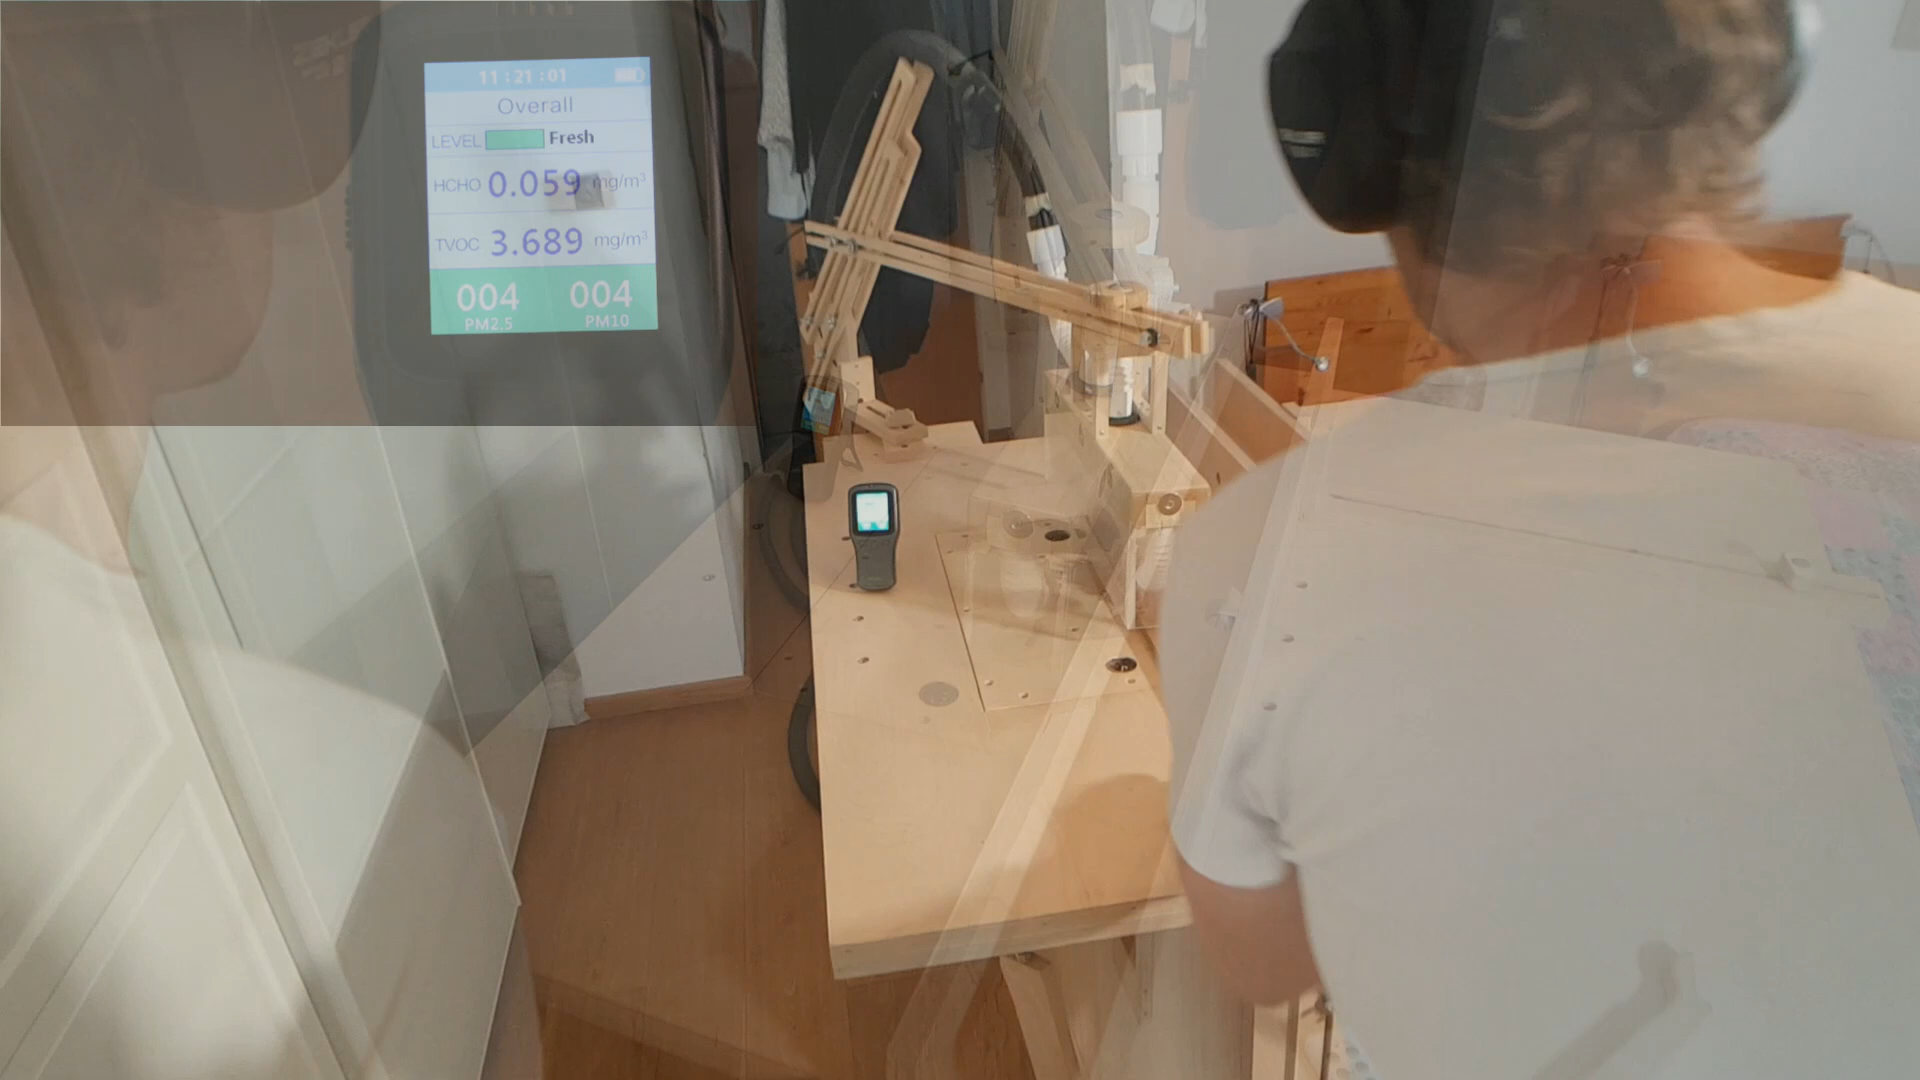 11:21:01
Overall
LEVEL Fresh
HCHO 0.059 mg/m³
TVOC 3.689 mg/m³
004 004
PM2.5 PM10